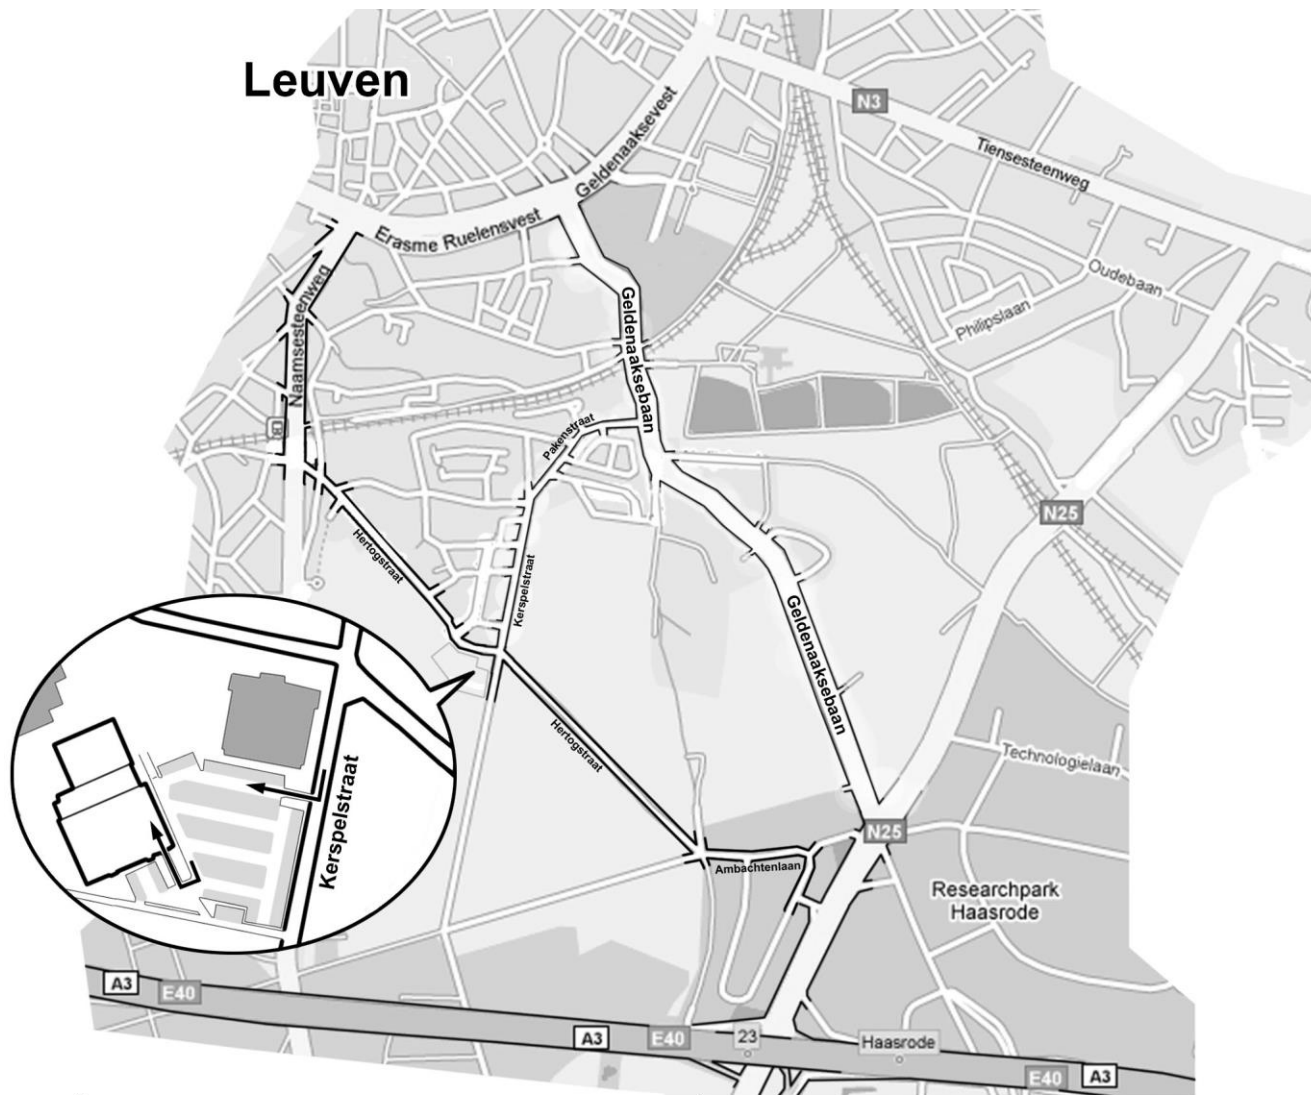 Leuven
N3
Geldenaaksevest
Tiensesteenweg
Erasme Ruelensvest
Oudebaan
Naamsesteenweg
Geldenaaksebaan
Philipslaan
Pakenstraat
N25
Hertogstraat
Kerspelstraat
Geldenaaksebaan
Hertogstraat
Technologielaan
Kerspelstraat
N25
Ambachtenlaan
Researchpark
Haasrode
A3
E40
A3
E40
23
Haasrode
E40
A3